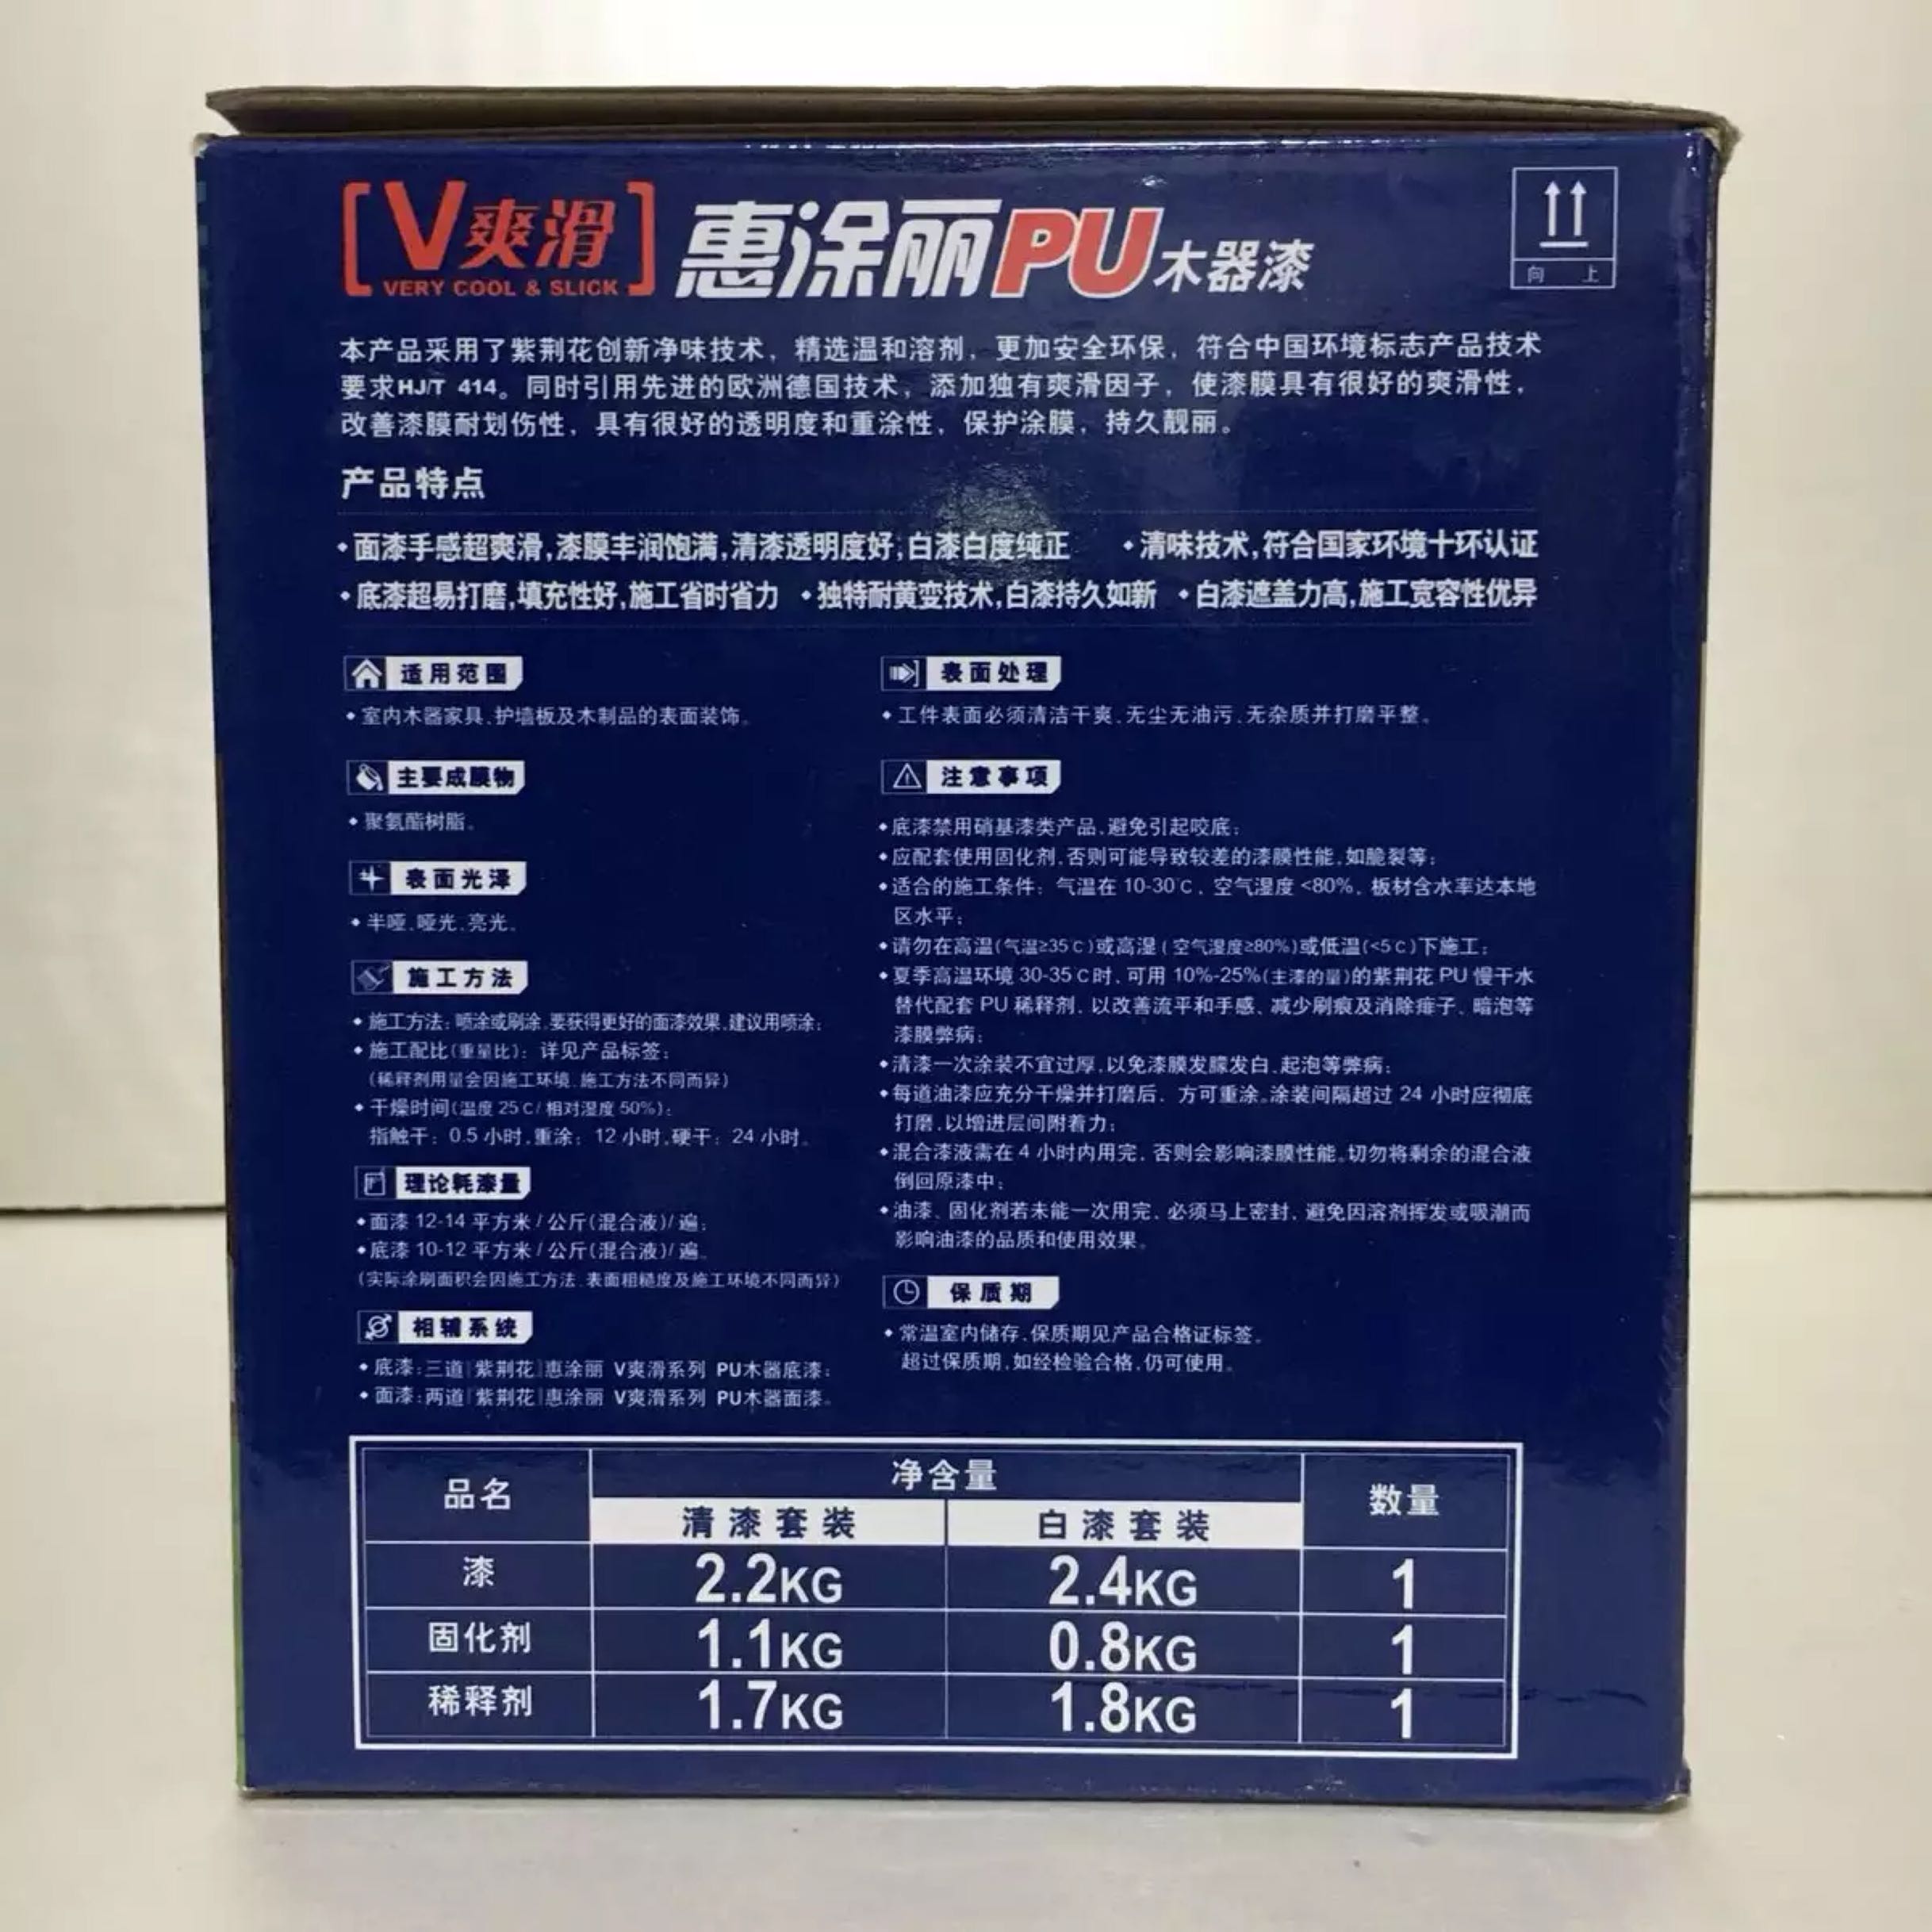 [V爽滑]
VERY COOL & SLICK
惠涂丽PU木器漆
向 上
本产品采用了紫荆花创新净味技术，精选温和溶剂，更加安全环保，符合中国环境标志产品技术
要求HJ/T 414。同时引用先进的欧洲德国技术，添加独有爽滑因子，使漆膜具有很好的爽滑性，
改善漆膜耐划伤性，具有很好的透明度和重涂性，保护涂膜，持久靓丽。
产品特点
•面漆手感超爽滑,漆膜丰润饱满,清漆透明度好,白漆白度纯正 •清味技术,符合国家环境十环认证
•底漆超易打磨,填充性好,施工省时省力 •独特耐黄变技术,白漆持久如新 •白漆遮盖力高,施工宽容性优异
适用范围
◆室内木器家具、护墙板及木制品的表面装饰。
主要成膜物
◆聚氨酯树脂。
表面光泽
◆半哑、哑光、亮光。
施工方法
◆施工方法：喷涂或刷涂,要获得更好的面漆效果,建议用喷涂；
◆施工配比(重量比)：详见产品标签；
(稀释剂用量会因施工环境、施工方法不同而异)
◆干燥时间(温度 25℃/相对湿度 50%)：
指触干：0.5 小时,重涂：12 小时,硬干：24 小时。
理论耗漆量
◆面漆 12-14 平方米/公斤(混合液)/遍；
◆底漆 10-12 平方米/公斤(混合液)/遍。
(实际涂刷面积会因施工方法、表面粗糙度及施工环境不同而异)
相辅系统
◆底漆：三道[紫荆花]惠涂丽 V爽滑系列 PU木器底漆；
◆面漆：两道[紫荆花]惠涂丽 V爽滑系列 PU木器面漆。
表面处理
◆工件表面必须清洁干爽、无尘无油污、无杂质并打磨平整。
注意事项
◆底漆禁用硝基漆类产品,避免引起咬底；
◆应配套使用固化剂,否则可能导致较差的漆膜性能,如脆裂等；
◆适合的施工条件：气温在 10-30℃，空气湿度 <80%，板材含水率达本地
区水平；
◆请勿在高温(气温≥35℃)或高湿(空气湿度≥80%)或低温(<5℃)下施工；
◆夏季高温环境 30-35℃时，可用 10%-25%(主漆的量)的紫荆花 PU 慢干水
替代配套 PU 稀释剂，以改善流平和手感、减少刷痕及消除痱子、暗泡等
漆膜弊病；
◆清漆一次涂装不宜过厚,以免漆膜发朦发白、起泡等弊病；
◆每道油漆应充分干燥并打磨后，方可重涂。涂装间隔超过 24 小时应彻底
打磨,以增进层间附着力；
◆混合漆液需在 4 小时内用完，否则会影响漆膜性能。切勿将剩余的混合液
倒回原漆中；
◆油漆、固化剂若未能一次用完，必须马上密封，避免因溶剂挥发或吸潮而
影响油漆的品质和使用效果。
保质期
◆常温室内储存,保质期见产品合格证标签。
超过保质期,如经检验合格,仍可使用。
品名 净含量 数量
清漆套装 白漆套装
漆 2.2KG 2.4KG 1
固化剂 1.1KG 0.8KG 1
稀释剂 1.7KG 1.8KG 1